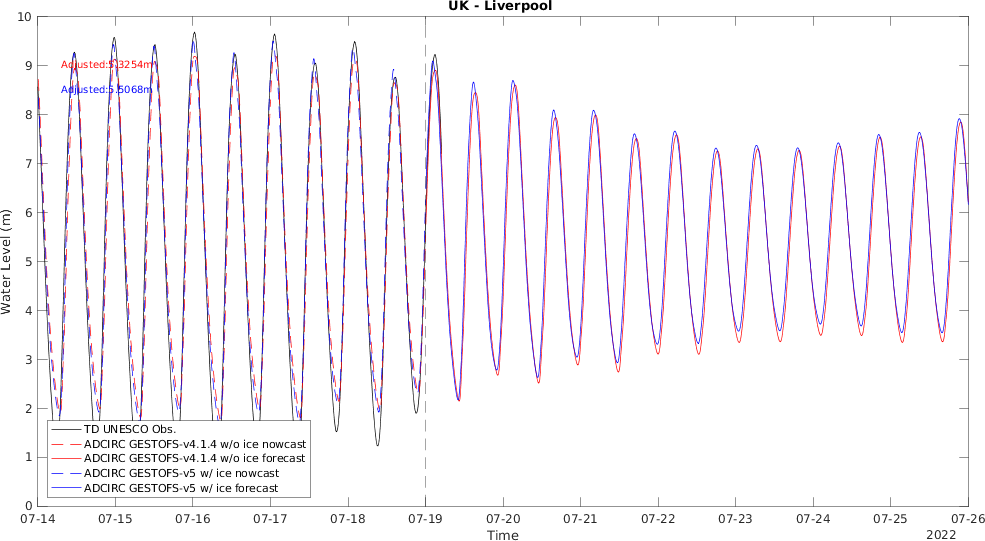 UK - Liverpool
10
9
8
7
6
5
4
3
2
1
0
Water Level (m)
Adjusted:5.3254m
Adjusted:5.5068m
TD UNESCO Obs.
ADCIRC GESTOFS-v4.1.4 w/o ice nowcast
ADCIRC GESTOFS-v4.1.4 w/o ice forecast
ADCIRC GESTOFS-v5 w/ ice nowcast
ADCIRC GESTOFS-v5 w/ ice forecast
07-14 07-15 07-16 07-17 07-18 07-19 07-20 07-21 07-22 07-23 07-24 07-25 07-26
Time
2022